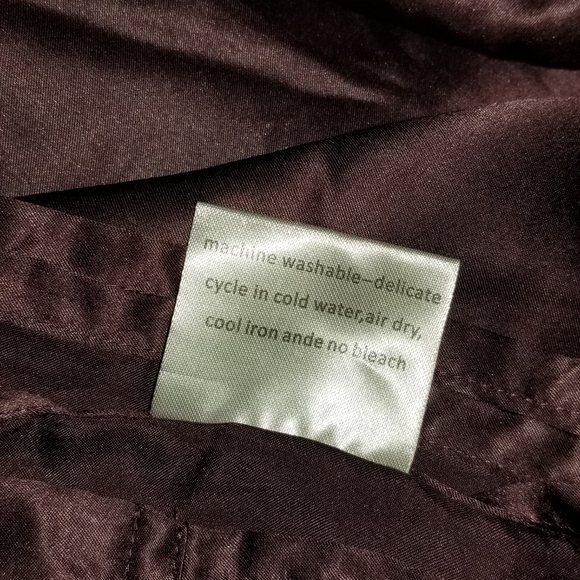 machine washable–delicate
cycle in cold water,air dry,
cool iron ande no bleach